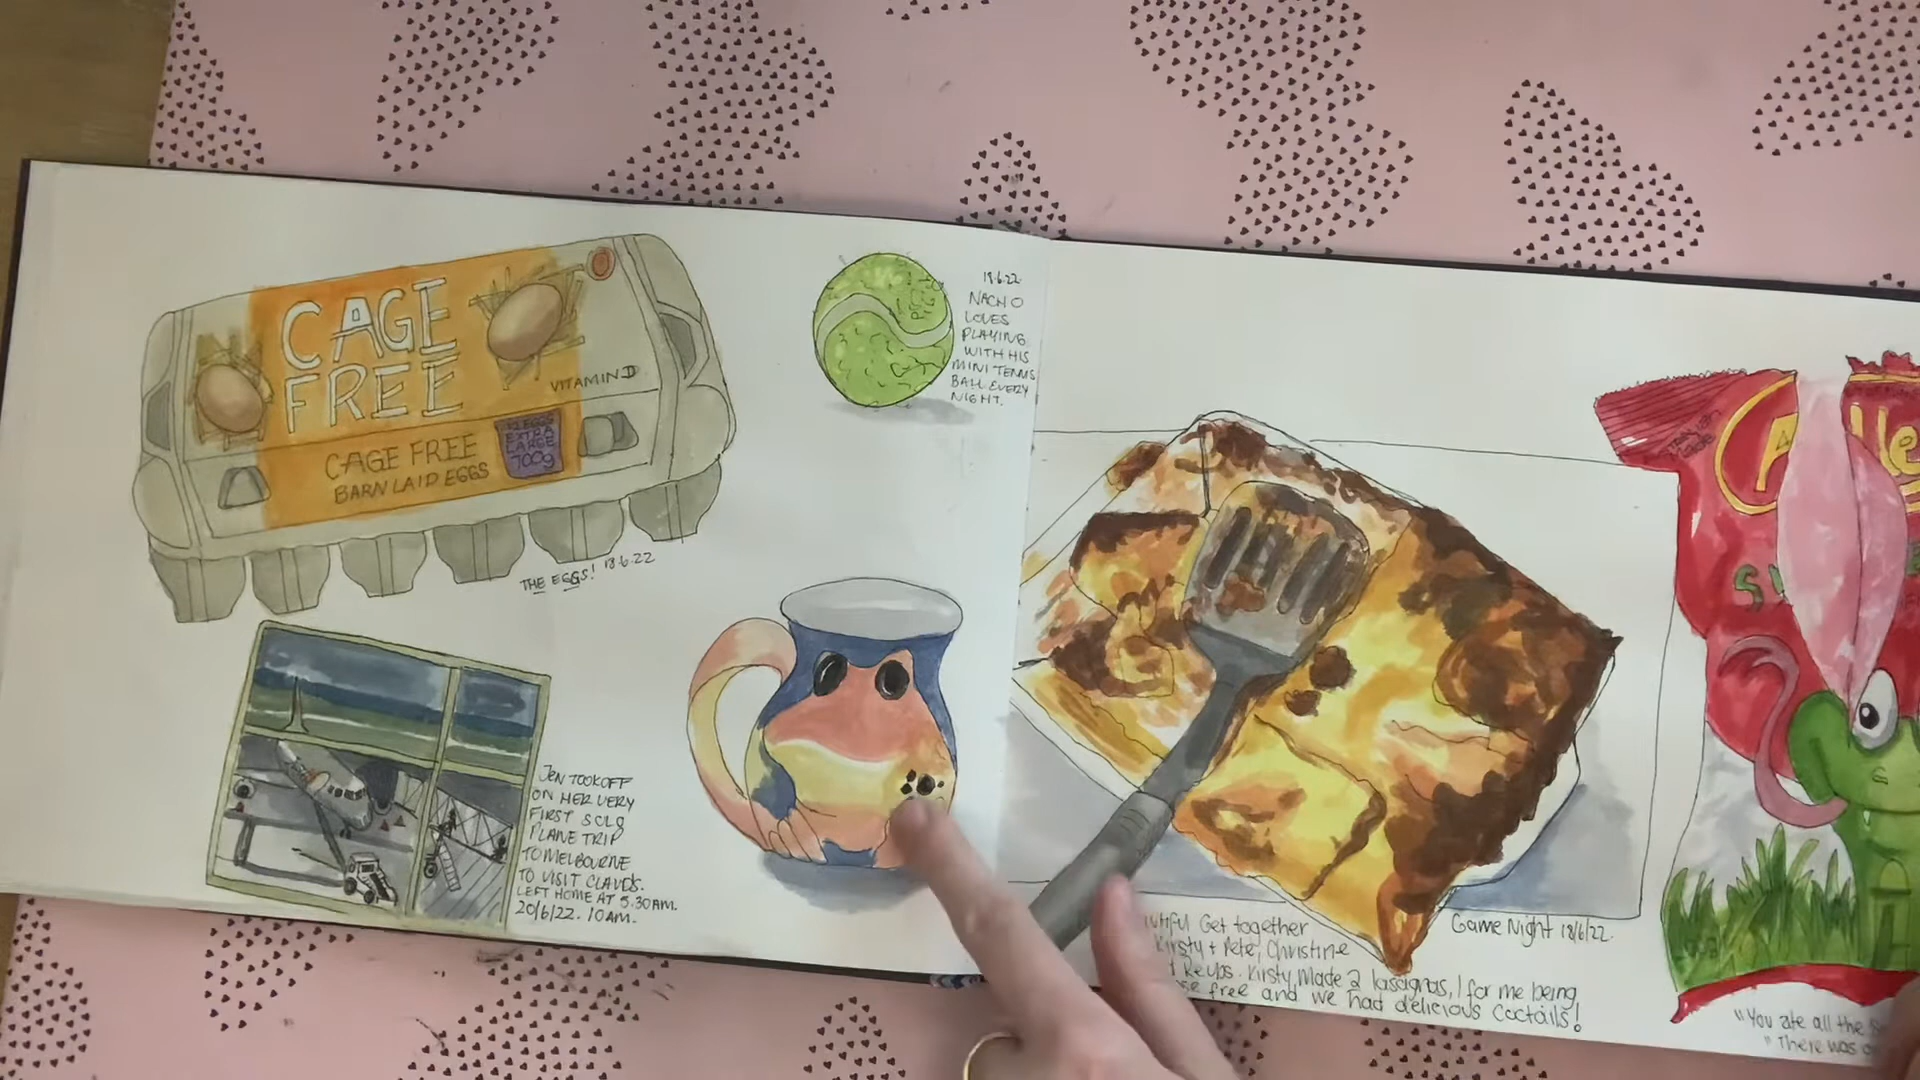 CAGE
FREE
VITAMIN D
CAGE FREE
BARN LAID EGGS
12 EGGS
EXTRA
LARGE
700g
THE EGGS! 18.6.22
18.6.22
NACHO
LOVES
PLAYING
WITH HIS
MINI TENNIS
BALL EVERY
NIGHT.
JEN TOOK OFF
ON HER VERY
FIRST SOLO
PLANE TRIP
TO MELBOURNE
TO VISIT CLAUDS.
LEFT HOME AT 5.30AM.
20/6/22. 10AM.
Get together
Kirsty + Pete, Christine
Kirsty Made 2 lasagnas, 1 for me being
free and we had delicious Coctails!
Game Night 18/6/22.
A lle
"You ate all the
"There was